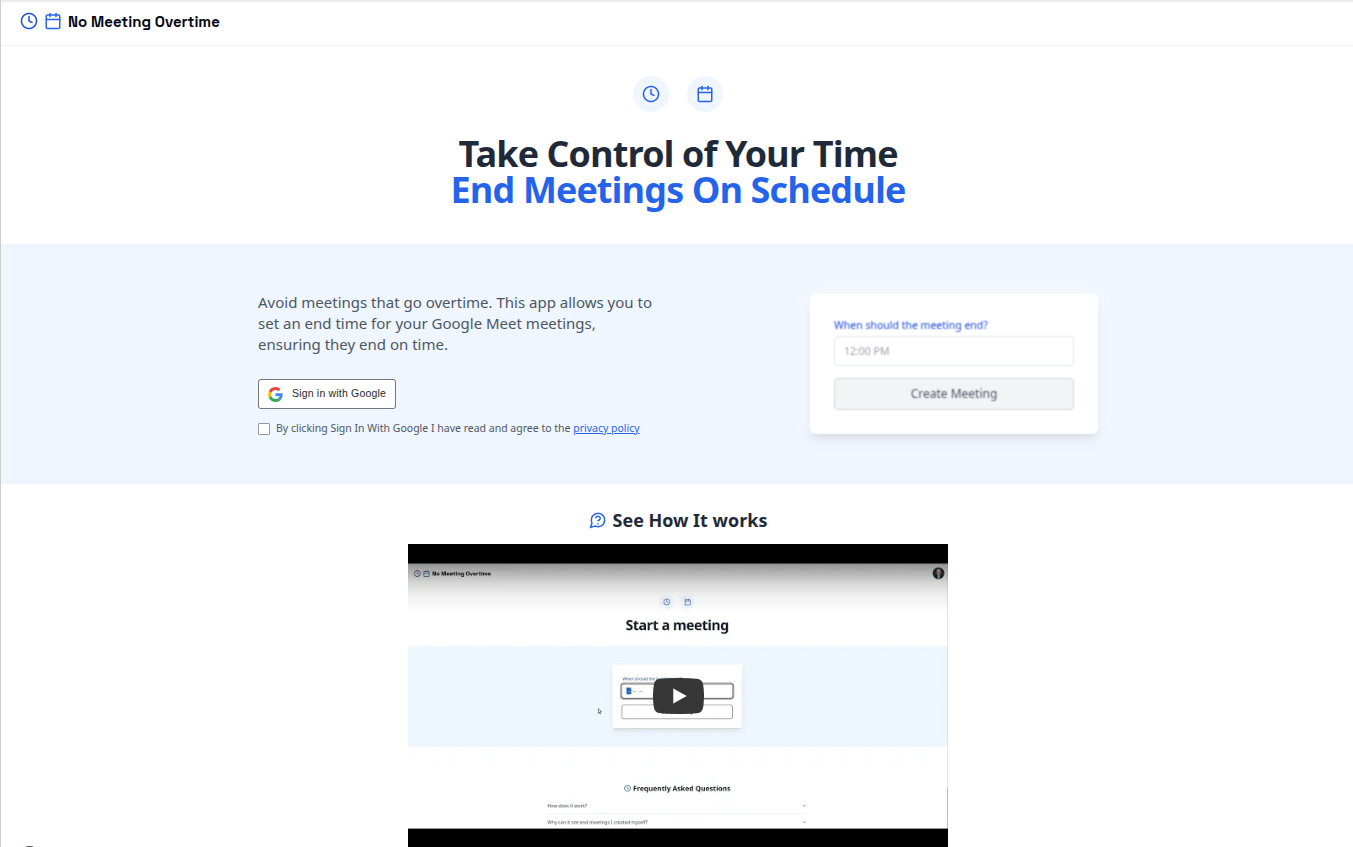 No Meeting Overtime
Take Control of Your Time
End Meetings On Schedule
Avoid meetings that go overtime. This app allows you to
set an end time for your Google Meet meetings,
ensuring they end on time.
Sign in with Google
By clicking Sign In With Google I have read and agree to the privacy policy
When should the meeting end?
12:00 PM
Create Meeting
See How It works
No Meeting Overtime
Start a meeting
When should the
Frequently Asked Questions
How does it work?
Why can it not end meetings I created myself?